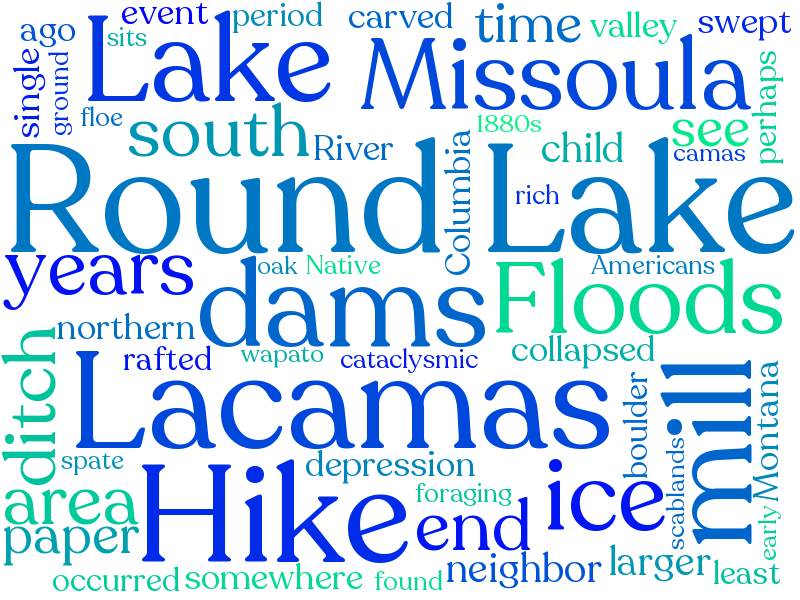 event
period
carved
time
valley
swept
ago
sits
Lake
Missoula
single
ground
floe
south
River
Columbia
1880s
child
see
camas
perhaps
Round Lake
rich
years
oak
Native
Americans
dams
Floods
northern
rafted
wapato
cataclysmic
collapsed
ditch
Lacamas
boulder
scablands
mill
Montana
spate
depression
area
Hike
foraging
end
ice
early
paper
occurred
somewhere
found
neighbor
larger
least